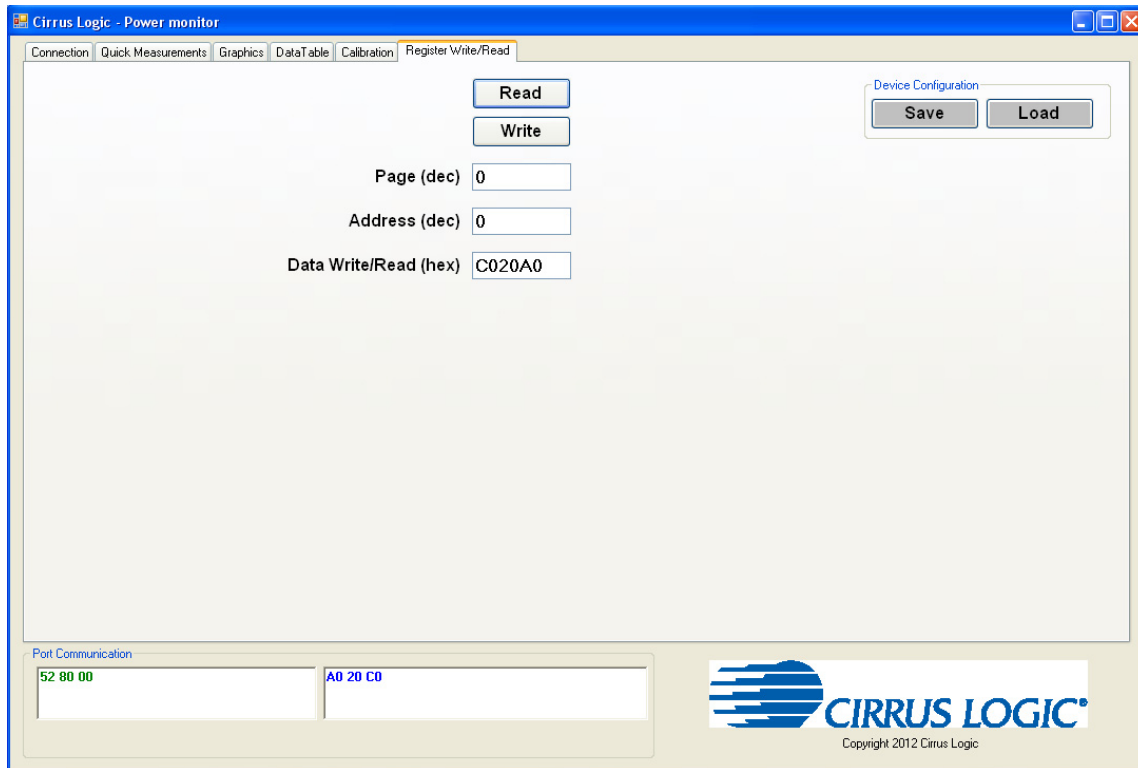 Cirrus Logic - Power monitor
Connection Quick Measurements Graphics DataTable Calibration Register Write/Read
Read
Write
Device Configuration
Save Load
Page (dec) 0
Address (dec) 0
Data Write/Read (hex) C020A0
Port Communication
52 80 00
A0 20 C0
CIRRUS LOGIC®
Copyright 2012 Cirrus Logic